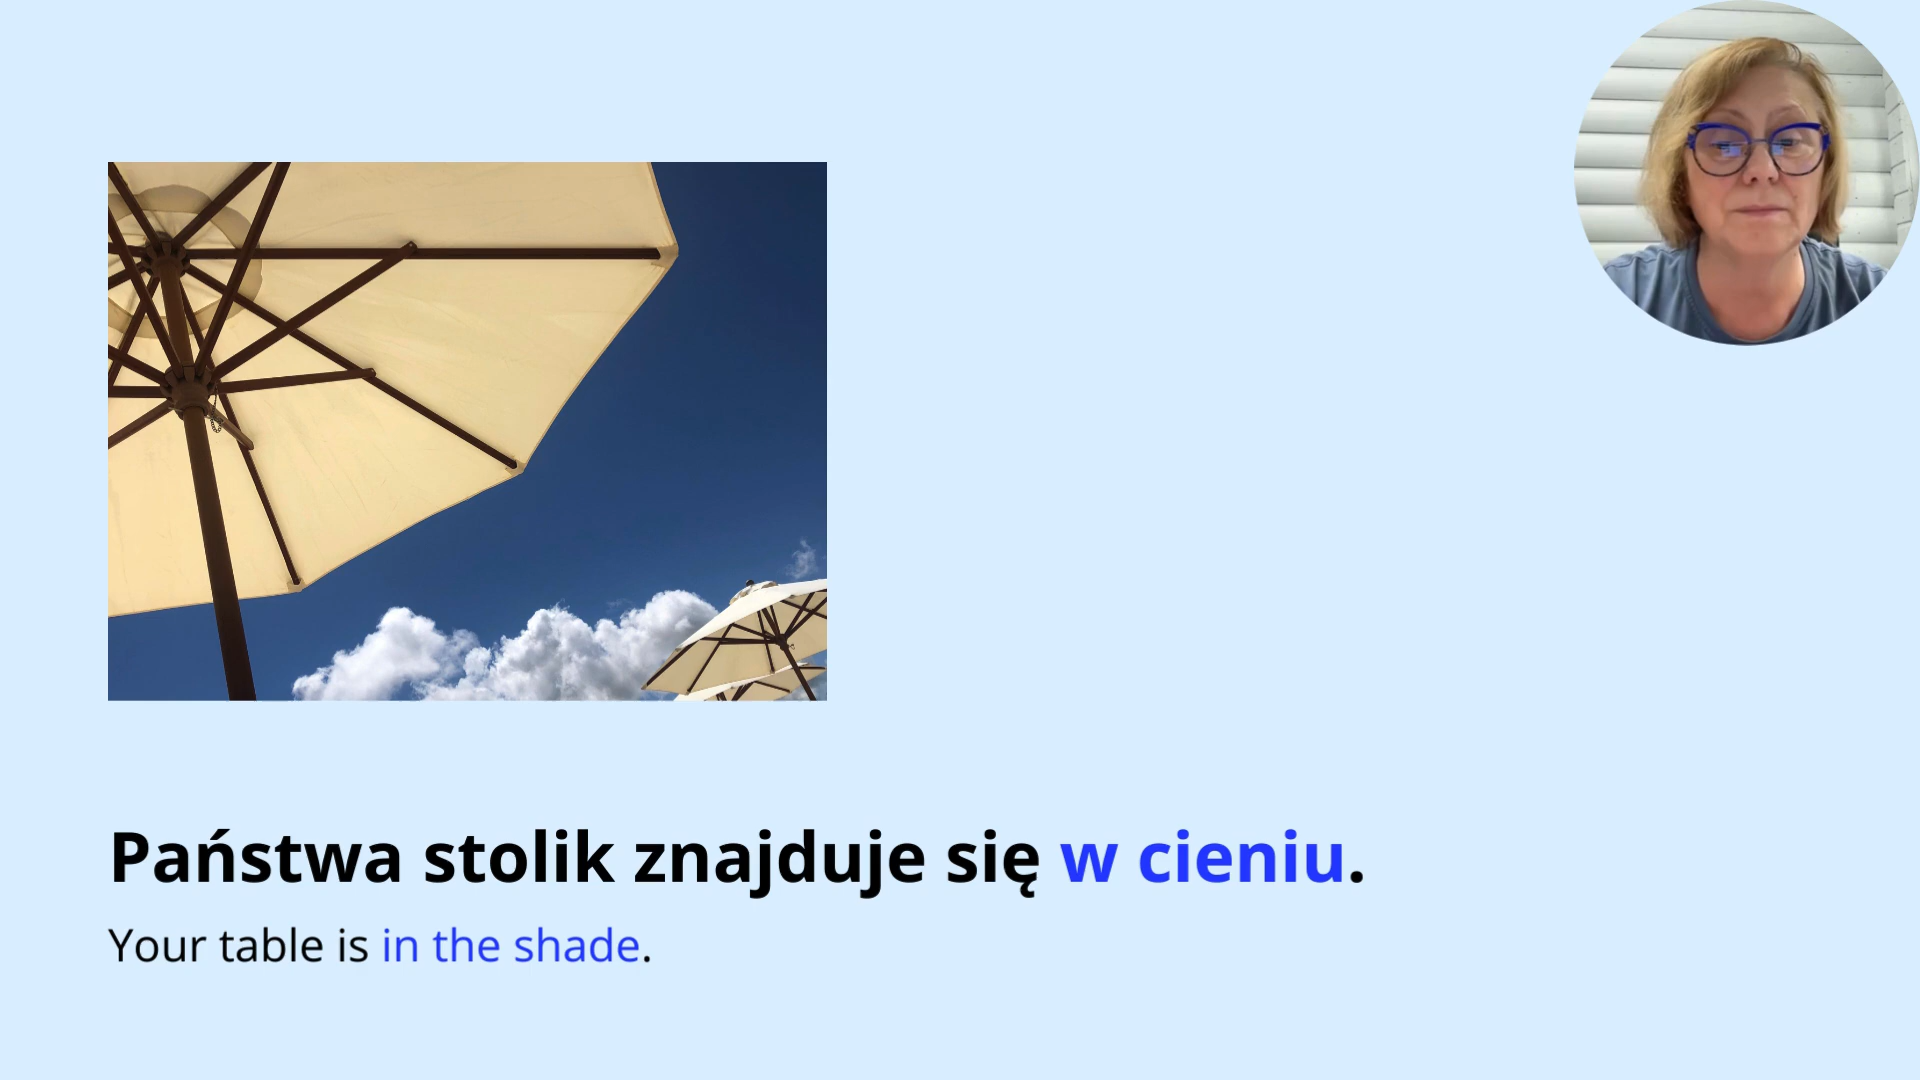 Państwa stolik znajduje się w cieniu.
Your table is in the shade.